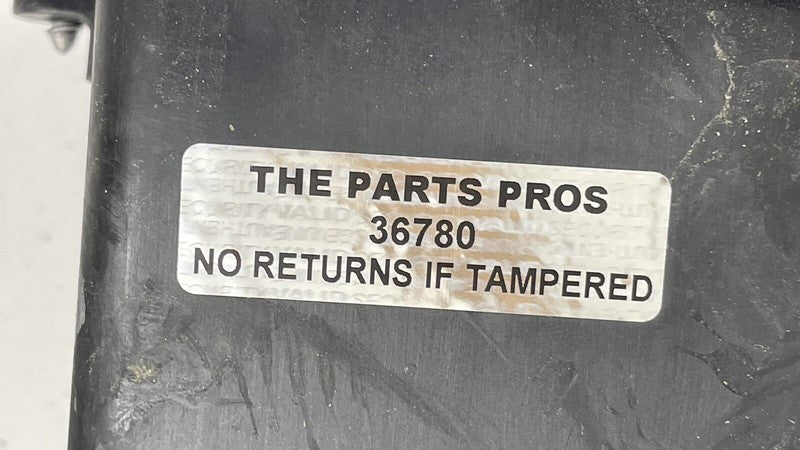 THE PARTS PROS
36780
NO RETURNS IF TAMPERED